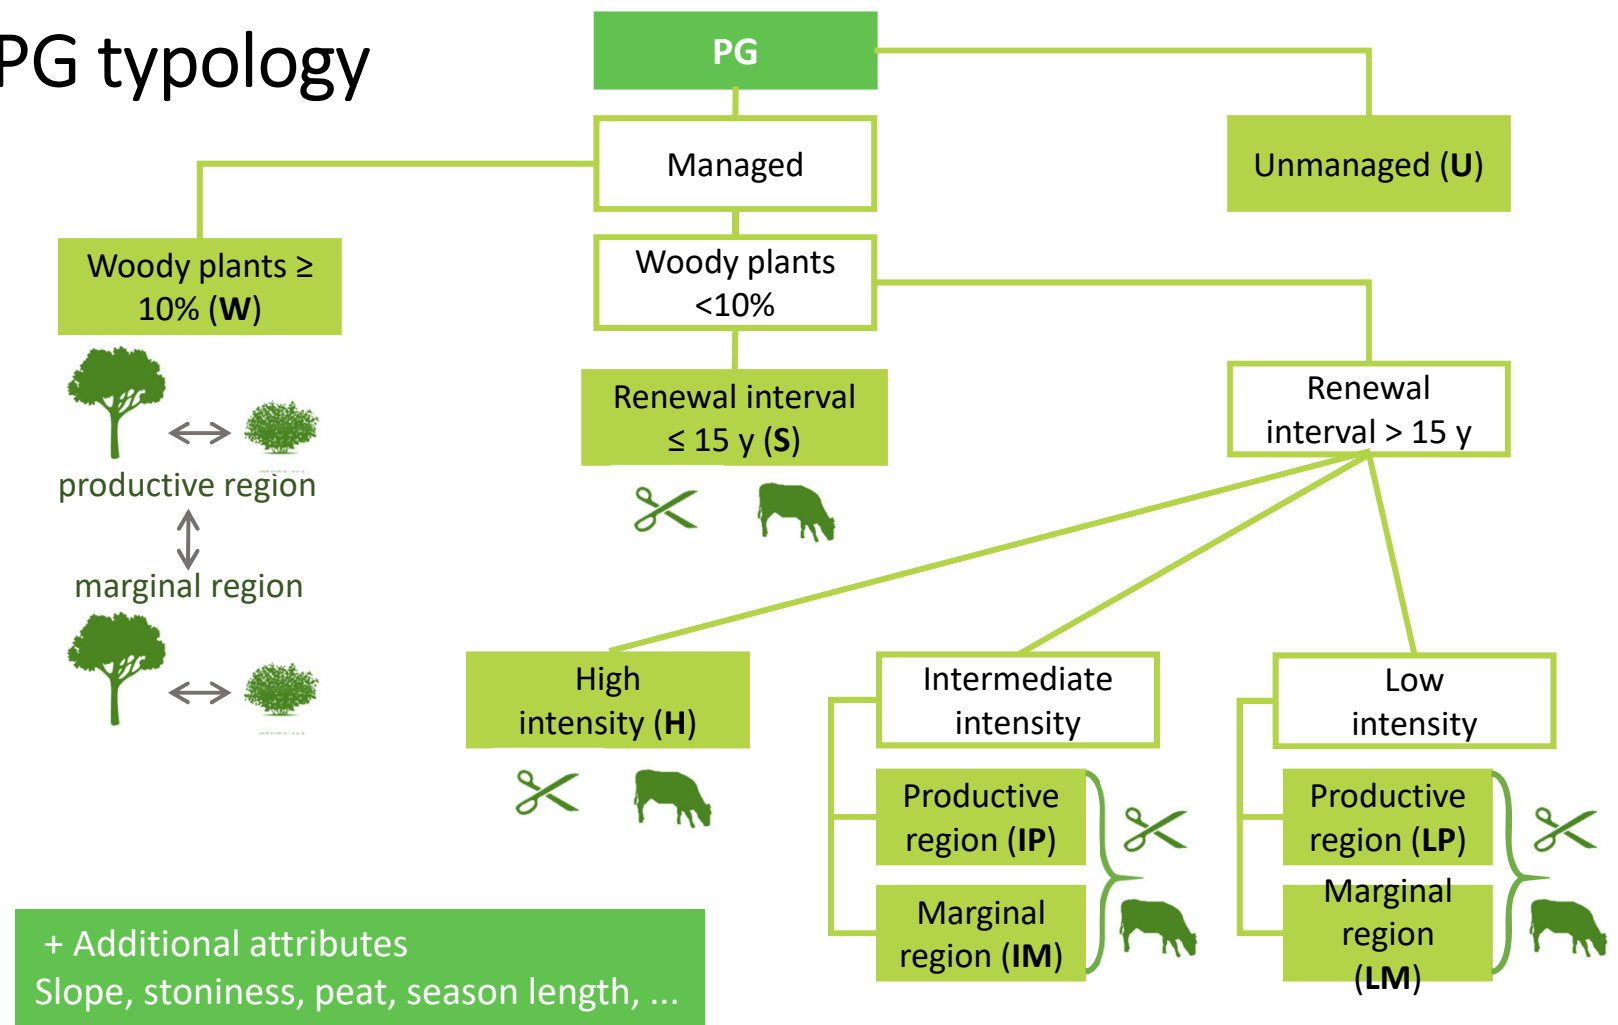 PG typology
PG
Managed
Unmanaged (U)
Woody plants ≥
10% (W)
Woody plants
<10%
productive region
marginal region
Renewal interval
≤ 15 y (S)
Renewal
interval > 15 y
High
intensity (H)
Intermediate
intensity
Productive
region (IP)
Marginal
region (IM)
Low
intensity
Productive
region (LP)
Marginal
region
(LM)
+ Additional attributes
Slope, stoniness, peat, season length, ...